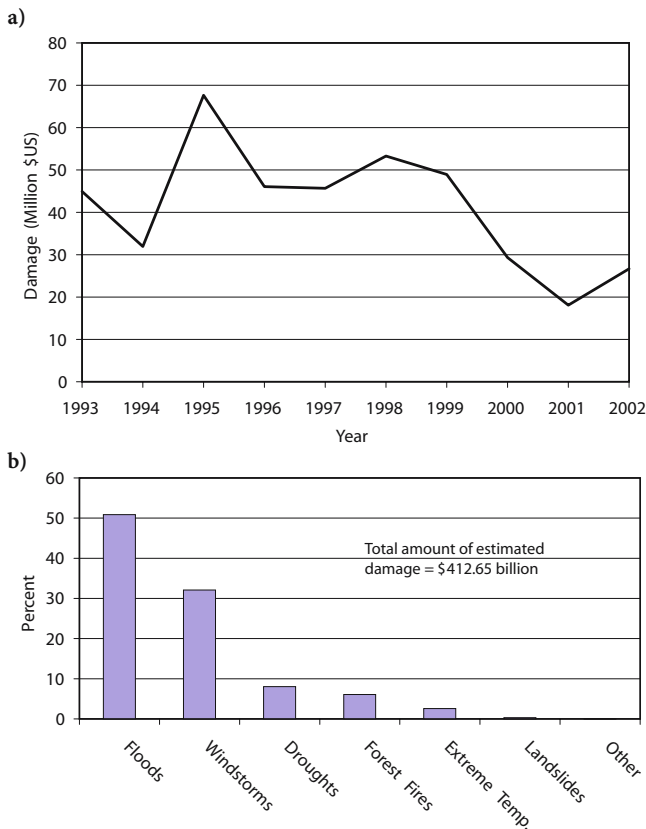 a)
80
70
60
50
40
30
20
10
0
Damage (Million $US)
1993 1994 1995 1996 1997 1998 1999 2000 2001 2002
Year
b)
60
50
40
30
20
10
0
Percent
Total amount of estimated
damage = $412.65 billion
Floods
Windstorms
Droughts
Forest Fires
Extreme Temp.
Landslides
Other